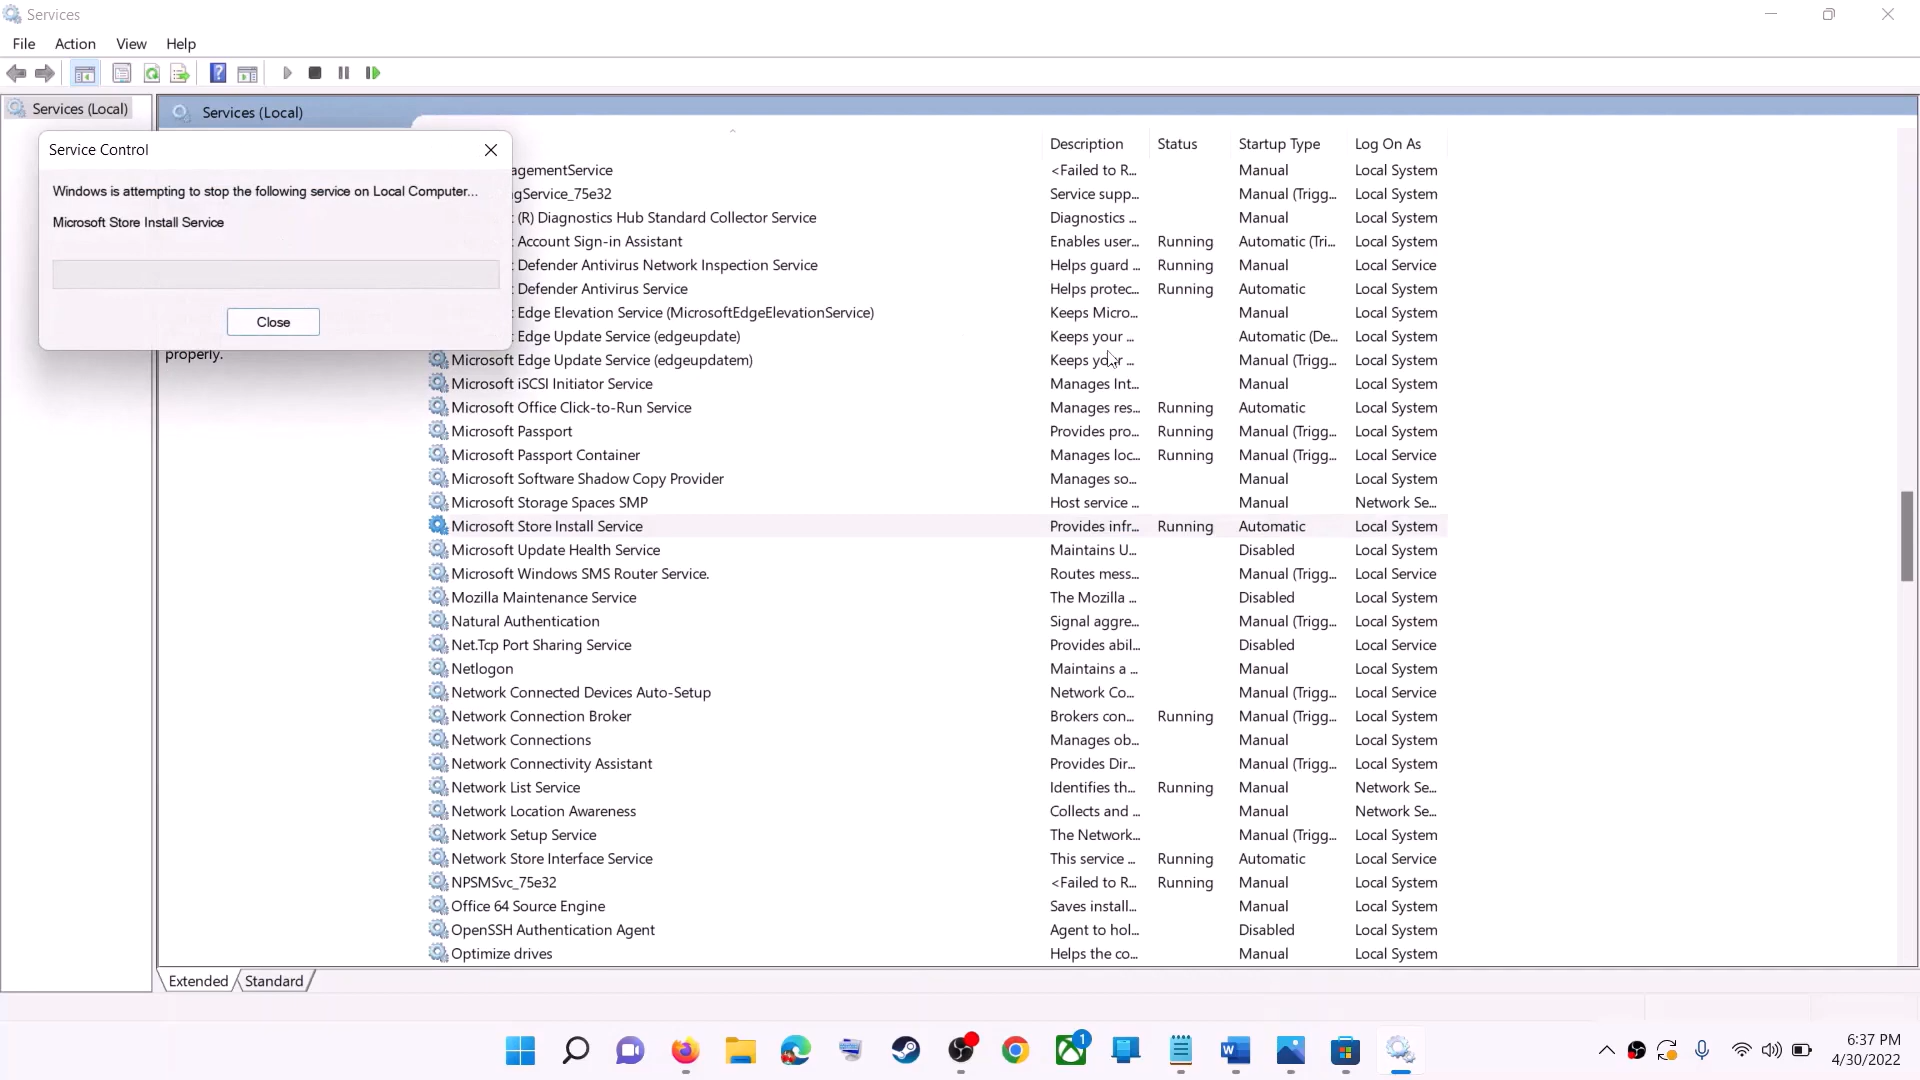 Services
File Action View Help
Services (Local)
Services (Local)
Service Control
Windows is attempting to stop the following service on Local Computer...
Microsoft Store Install Service
Close
properly.
Description Status Startup Type Log On As
agementService <Failed to R... Manual Local System
gService_75e32 Service supp... Manual (Trigg... Local System
(R) Diagnostics Hub Standard Collector Service Diagnostics ... Manual Local System
Account Sign-in Assistant Enables user... Running Automatic (Tri... Local System
Defender Antivirus Network Inspection Service Helps guard ... Running Manual Local Service
Defender Antivirus Service Helps protec... Running Automatic Local System
Edge Elevation Service (MicrosoftEdgeElevationService) Keeps Micro... Manual Local System
Edge Update Service (edgeupdate) Keeps your ... Automatic (De... Local System
Microsoft Edge Update Service (edgeupdatem) Keeps your ... Manual (Trigg... Local System
Microsoft iSCSI Initiator Service Manages Int... Manual Local System
Microsoft Office Click-to-Run Service Manages res... Running Automatic Local System
Microsoft Passport Provides pro... Running Manual (Trigg... Local System
Microsoft Passport Container Manages loc... Running Manual (Trigg... Local Service
Microsoft Software Shadow Copy Provider Manages so... Manual Local System
Microsoft Storage Spaces SMP Host service ... Manual Network Se...
Microsoft Store Install Service Provides infr... Running Automatic Local System
Microsoft Update Health Service Maintains U... Disabled Local System
Microsoft Windows SMS Router Service. Routes mess... Manual (Trigg... Local Service
Mozilla Maintenance Service The Mozilla ... Disabled Local System
Natural Authentication Signal aggre... Manual (Trigg... Local System
Net.Tcp Port Sharing Service Provides abil... Disabled Local Service
Netlogon Maintains a ... Manual Local System
Network Connected Devices Auto-Setup Network Co... Manual (Trigg... Local Service
Network Connection Broker Brokers con... Running Manual (Trigg... Local System
Network Connections Manages ob... Manual Local System
Network Connectivity Assistant Provides Dir... Manual (Trigg... Local System
Network List Service Identifies th... Running Manual Network Se...
Network Location Awareness Collects and ... Manual Network Se...
Network Setup Service The Network... Manual (Trigg... Local System
Network Store Interface Service This service ... Running Automatic Local Service
NPSMSvc_75e32 <Failed to R... Running Manual Local System
Office 64 Source Engine Saves install... Manual Local System
OpenSSH Authentication Agent Agent to hol... Disabled Local System
Optimize drives Helps the co... Manual Local System
Extended Standard
1
6:37 PM
4/30/2022